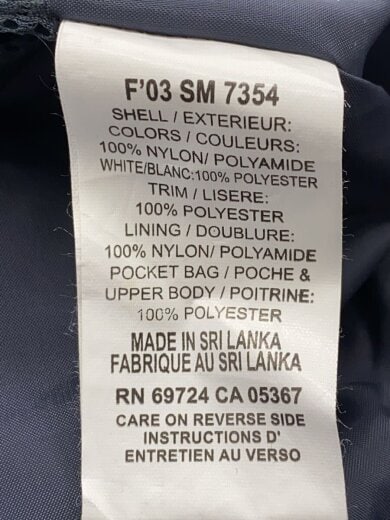 F'03 SM 7354
SHELL / EXTERIEUR:
COLORS / COULEURS:
100% NYLON/ POLYAMIDE
WHITE/BLANC:100% POLYESTER
TRIM / LISERE:
100% POLYESTER
LINING / DOUBLURE:
100% NYLON/ POLYAMIDE
POCKET BAG / POCHE &
UPPER BODY / POITRINE:
100% POLYESTER
MADE IN SRI LANKA
FABRIQUE AU SRI LANKA
RN 69724 CA 05367
CARE ON REVERSE SIDE
INSTRUCTIONS D'
ENTRETIEN AU VERSO